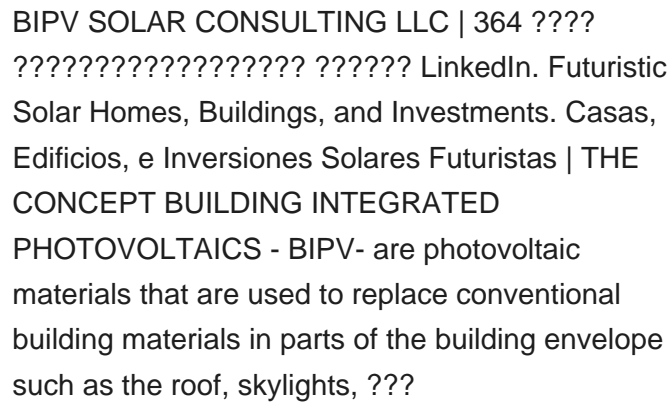 BIPV SOLAR CONSULTING LLC | 364 ????
?????????????????? ?????? LinkedIn. Futuristic
Solar Homes, Buildings, and Investments. Casas,
Edificios, e Inversiones Solares Futuristas | THE
CONCEPT BUILDING INTEGRATED
PHOTOVOLTAICS - BIPV- are photovoltaic
materials that are used to replace conventional
building materials in parts of the building envelope
such as the roof, skylights, ???